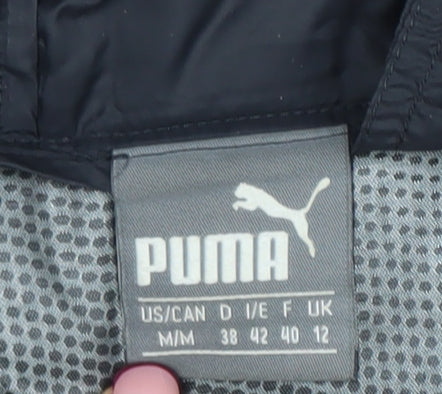 PUMA
US/CAN D I/E F UK
M/M 38 42 40 12